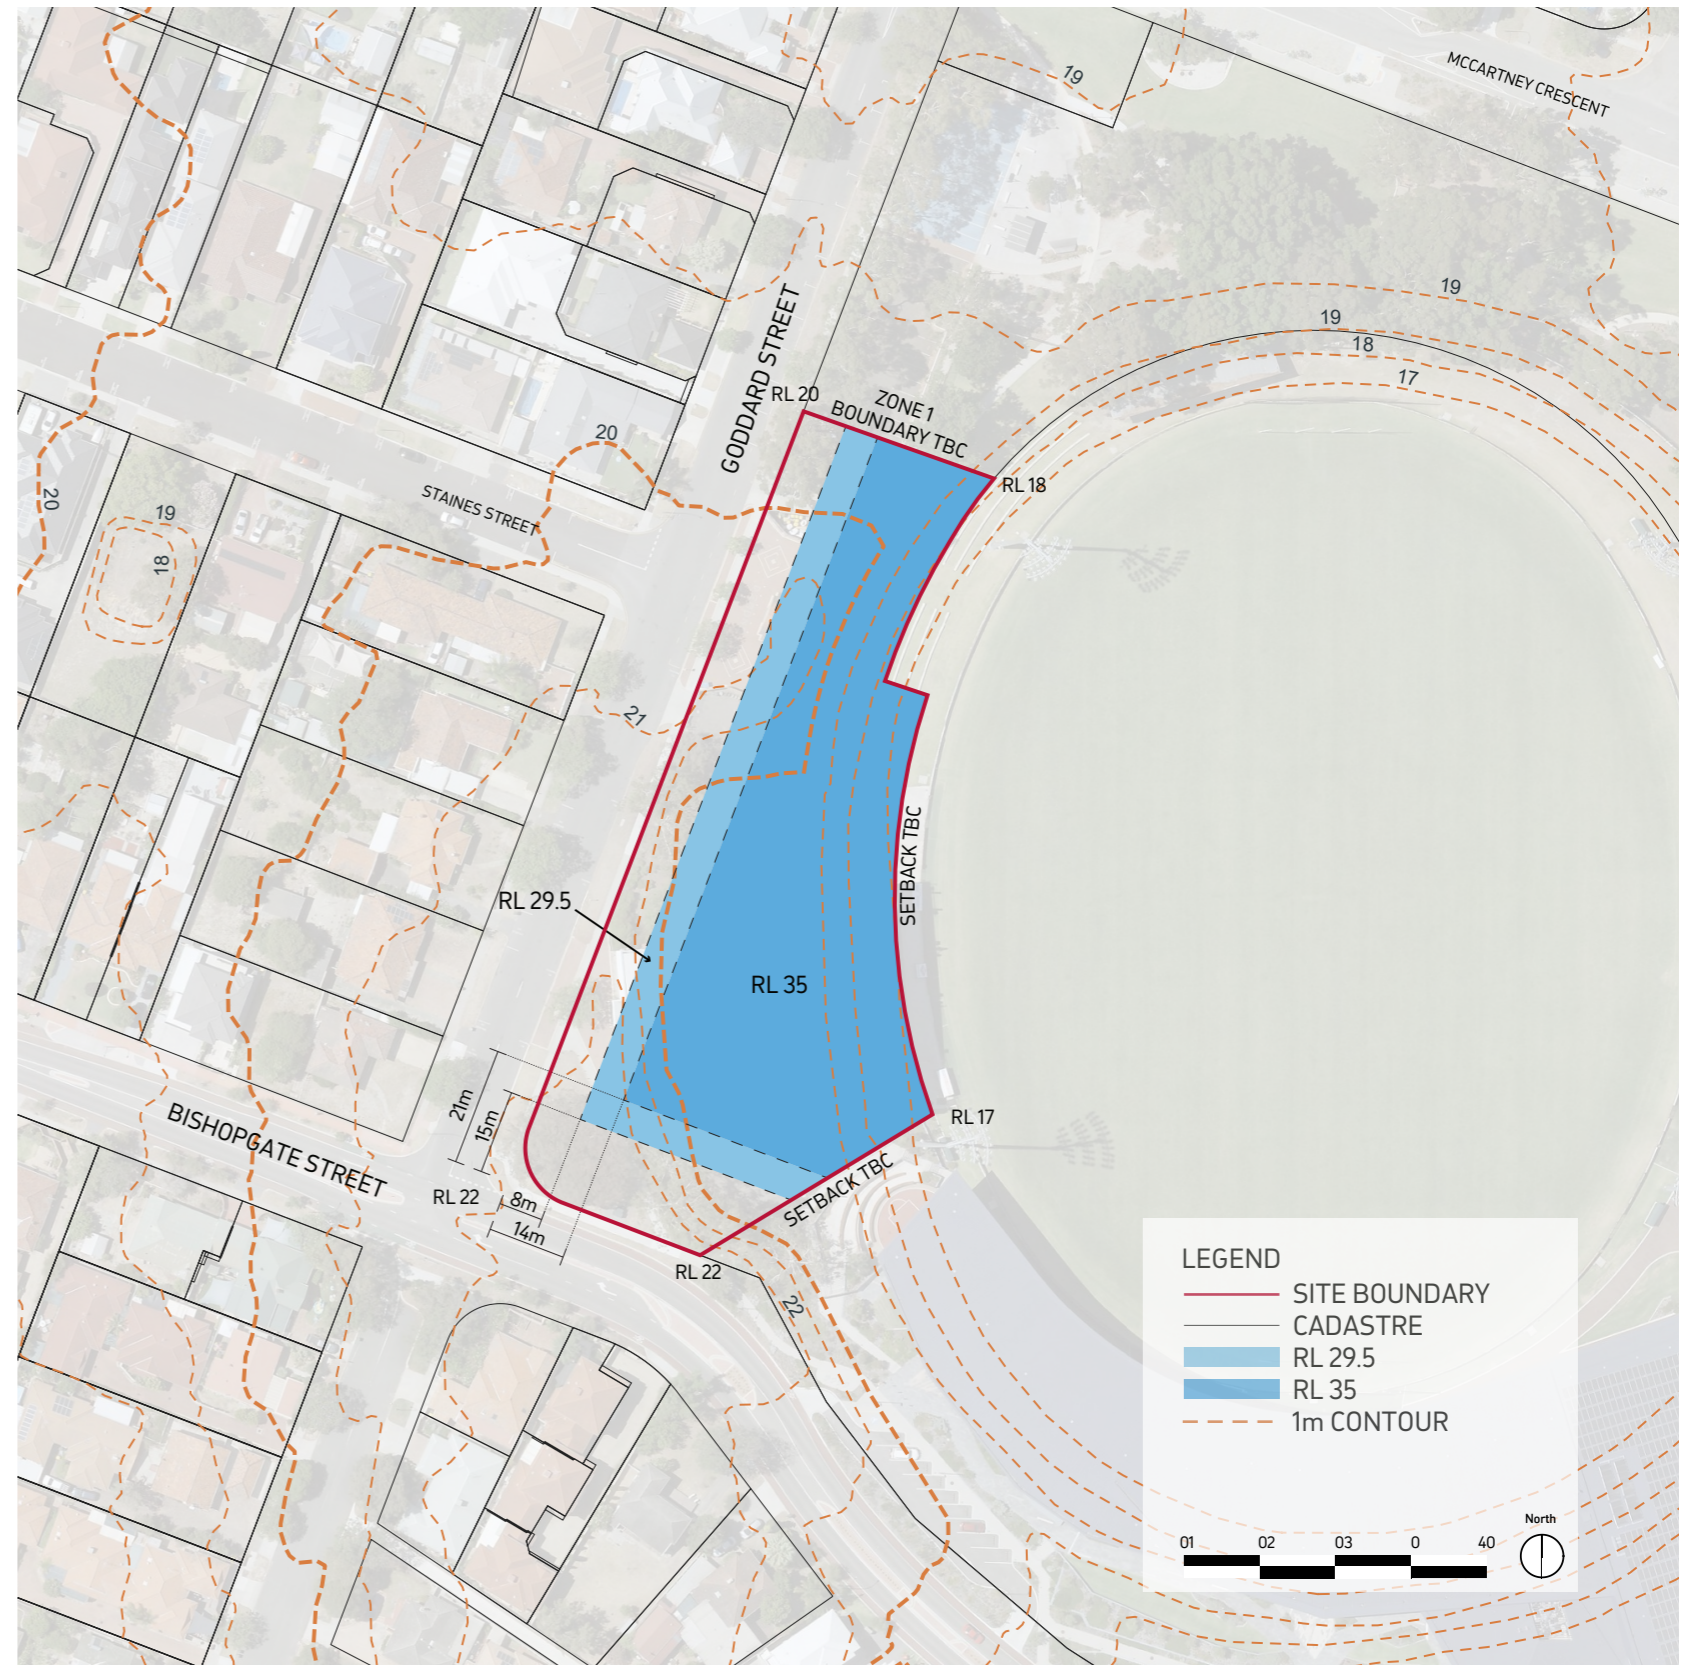 MCCARTNEY CRESCENT
19
19
19
18
17
GODDARD STREET
RL 20
ZONE 1
BOUNDARY TBC
RL 18
20
STAINES STREET
20
19
18
21
SETBACK TBC
RL 29.5
RL 35
21m
15m
BISHOPGATE STREET
RL 17
RL 22
8m
14m
SETBACK TBC
RL 22
22
LEGEND
SITE BOUNDARY
CADASTRE
RL 29.5
RL 35
1m CONTOUR
North
01 02 03 0 40